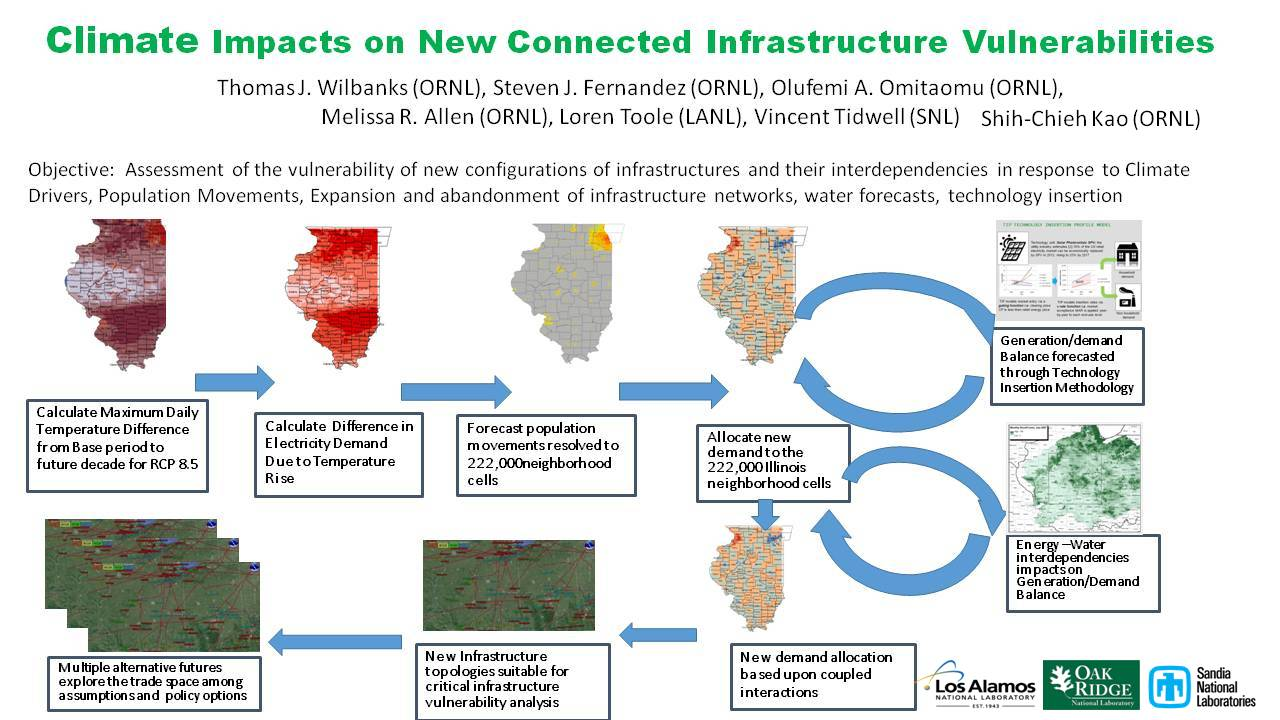 Climate Impacts on New Connected Infrastructure Vulnerabilities
Thomas J. Wilbanks (ORNL), Steven J. Fernandez (ORNL), Olufemi A. Omitaomu (ORNL),
Melissa R. Allen (ORNL), Loren Toole (LANL), Vincent Tidwell (SNL) Shih-Chieh Kao (ORNL)
Objective: Assessment of the vulnerability of new configurations of infrastructures and their interdependencies in response to Climate
Drivers, Population Movements, Expansion and abandonment of infrastructure networks, water forecasts, technology insertion
TIP TECHNOLOGY INSERTION PROFILE MODEL
Calculate Maximum Daily
Temperature Difference
from Base period to
future decade for RCP 8.5
Calculate Difference in
Electricity Demand
Due to Temperature
Rise
Forecast population
movements resolved to
222,000neighborhood
cells
Allocate new
demand to the
222,000 Illinois
neighborhood cells
Generation/demand
Balance forecasted
through Technology
Insertion Methodology
Energy –Water
interdependencies
impacts on
Generation/Demand
Balance
Multiple alternative futures
explore the trade space among
assumptions and policy options
New Infrastructure
topologies suitable for
critical infrastructure
vulnerability analysis
New demand allocation
based upon coupled
interactions
Los Alamos
NATIONAL LABORATORY
EST. 1943
OAK
RIDGE
National Laboratory
Sandia
National
Laboratories